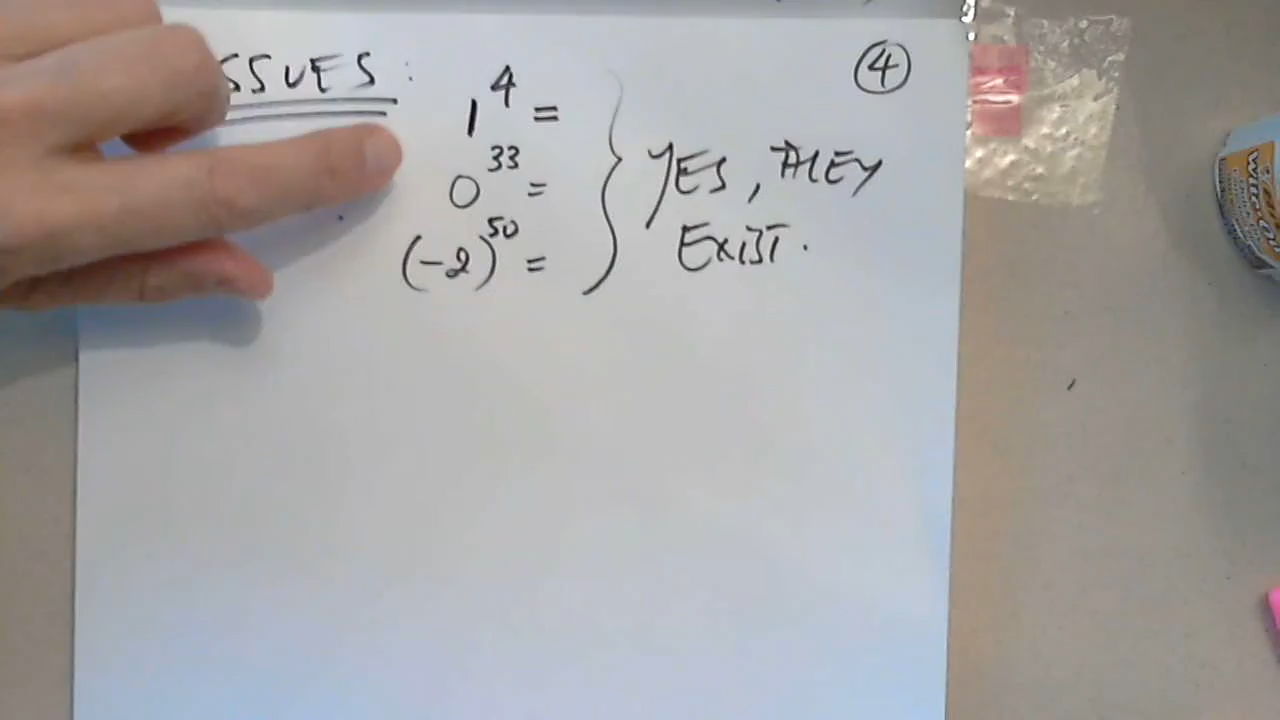 SSUES: ④
1⁴ =
0³³ =
(-2)⁵⁰ =
YES, THEY
EXIST.